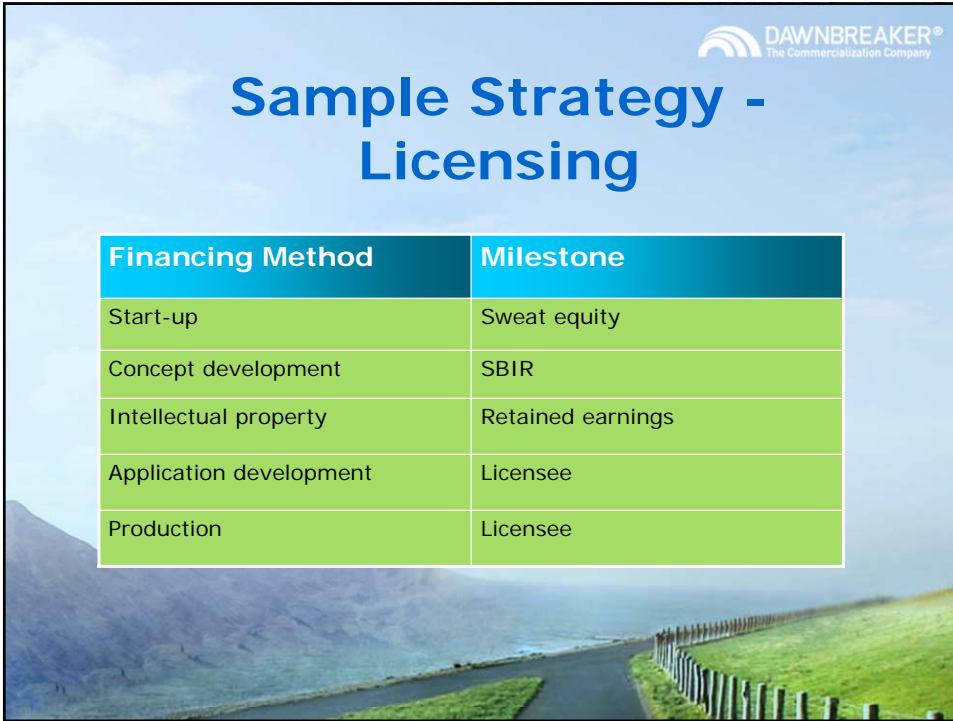 DAWNBREAKER®
The Commercialization Company
Sample Strategy -
Licensing
Financing Method Milestone
Start-up Sweat equity
Concept development SBIR
Intellectual property Retained earnings
Application development Licensee
Production Licensee